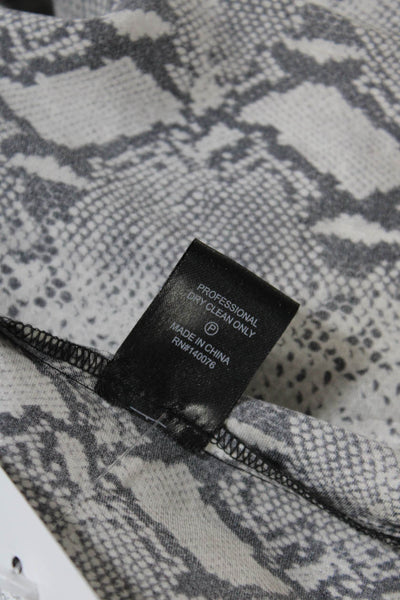 PROFESSIONAL
DRY CLEAN ONLY
P
MADE IN CHINA
RN#140076